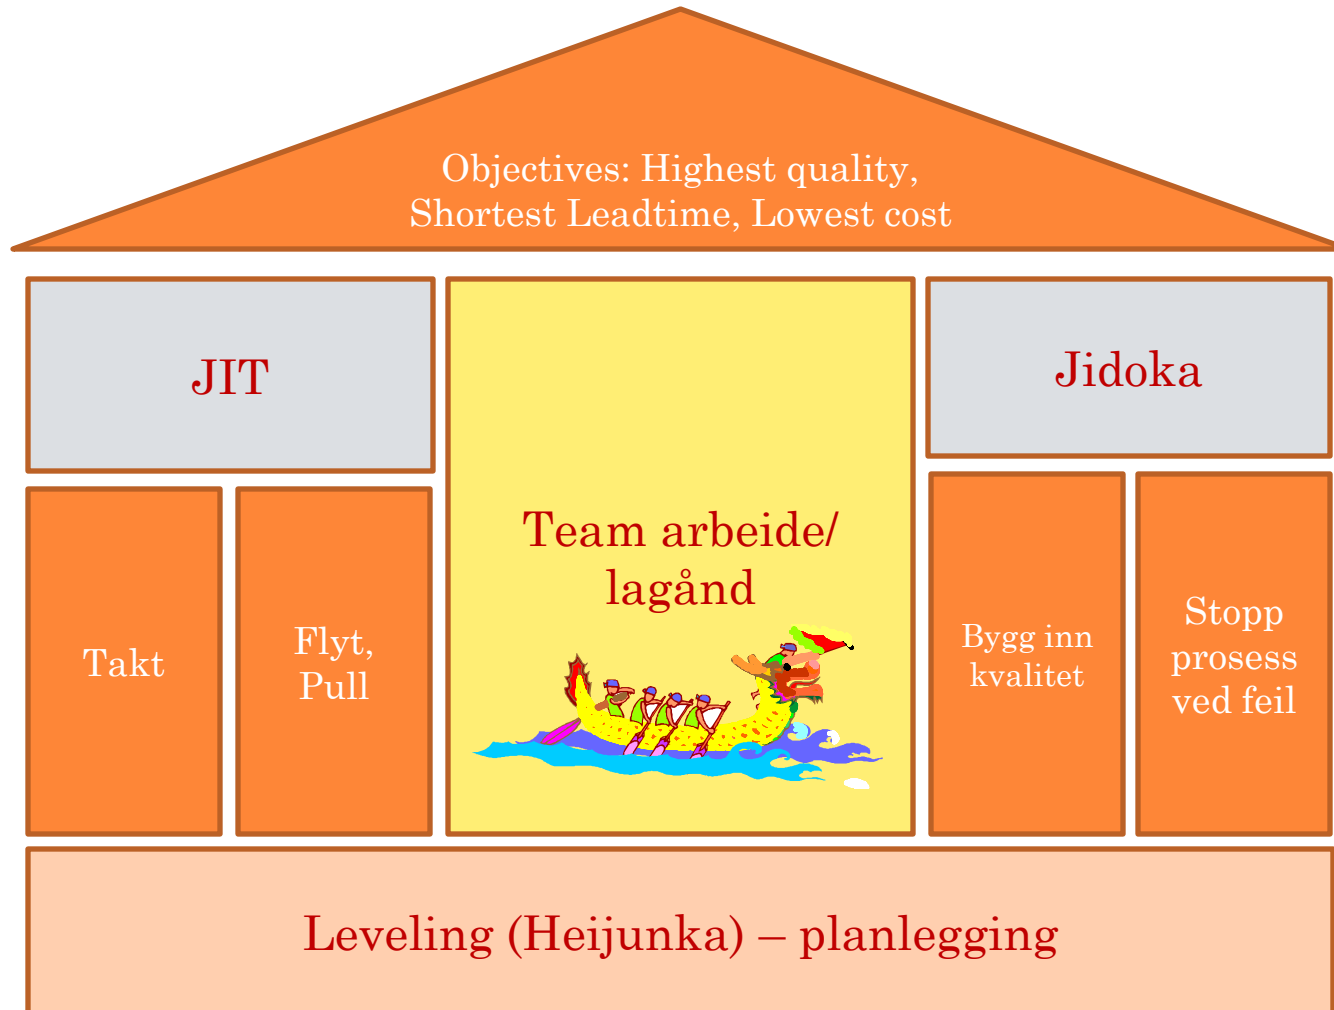 Objectives: Highest quality,
Shortest Leadtime, Lowest cost
JIT
Jidoka
Team arbeide/
lagånd
Takt
Flyt,
Pull
Bygg inn
kvalitet
Stopp
prosess
ved feil
Leveling (Heijunka) – planlegging